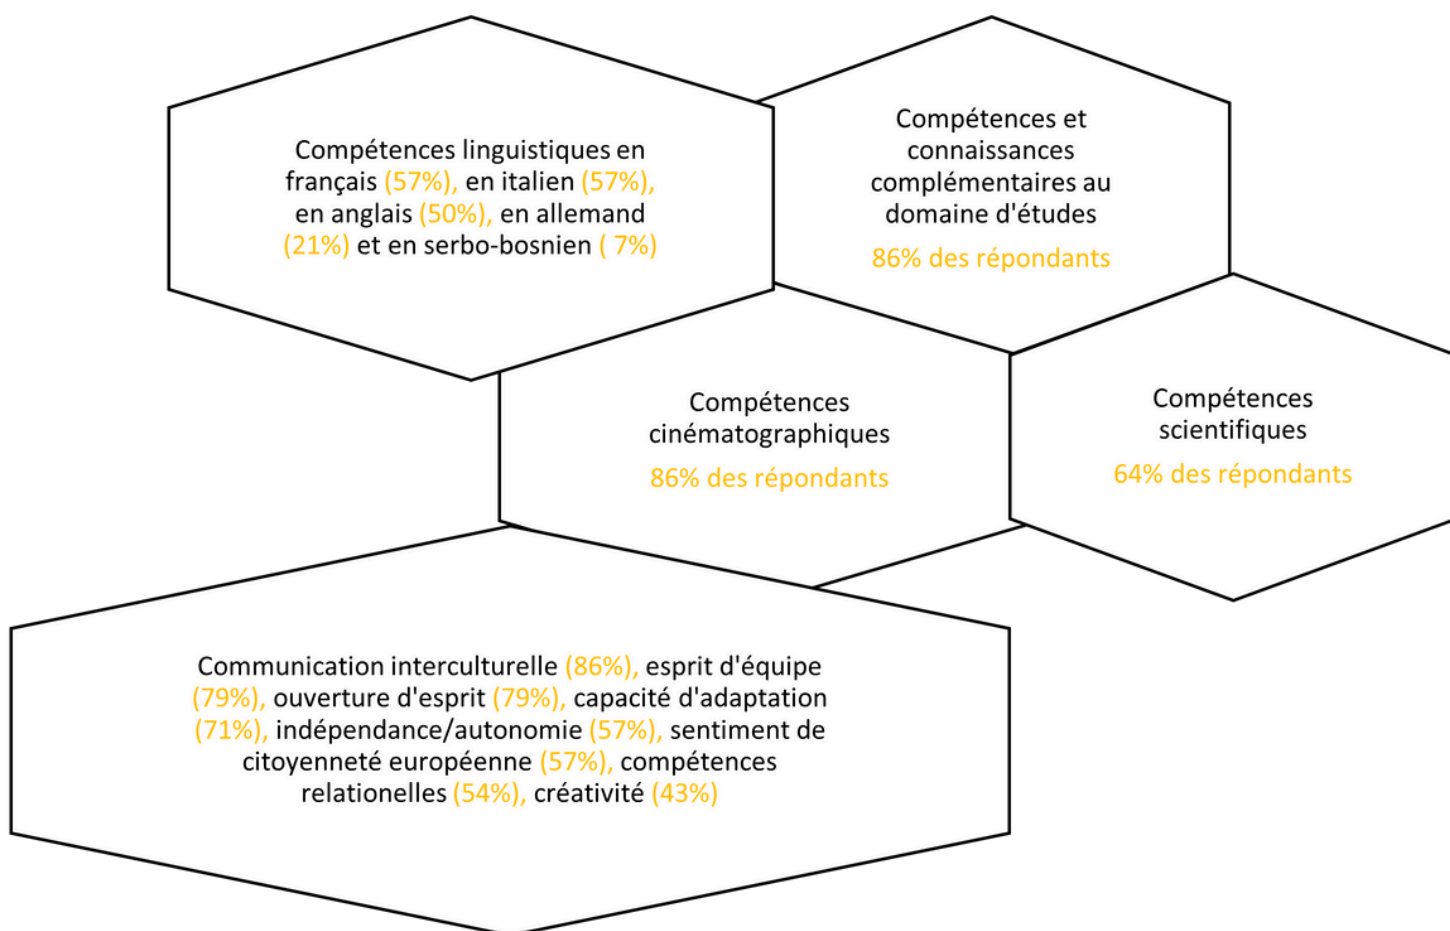 Compétences linguistiques en
français (57%), en italien (57%),
en anglais (50%), en allemand
(21%) et en serbo-bosnien ( 7%)
Compétences et
connaissances
complémentaires au
domaine d'études
86% des répondants
Compétences
cinématographiques
86% des répondants
Compétences
scientifiques
64% des répondants
Communication interculturelle (86%), esprit d'équipe
(79%), ouverture d'esprit (79%), capacité d'adaptation
(71%), indépendance/autonomie (57%), sentiment de
citoyenneté européenne (57%), compétences
relationelles (54%), créativité (43%)